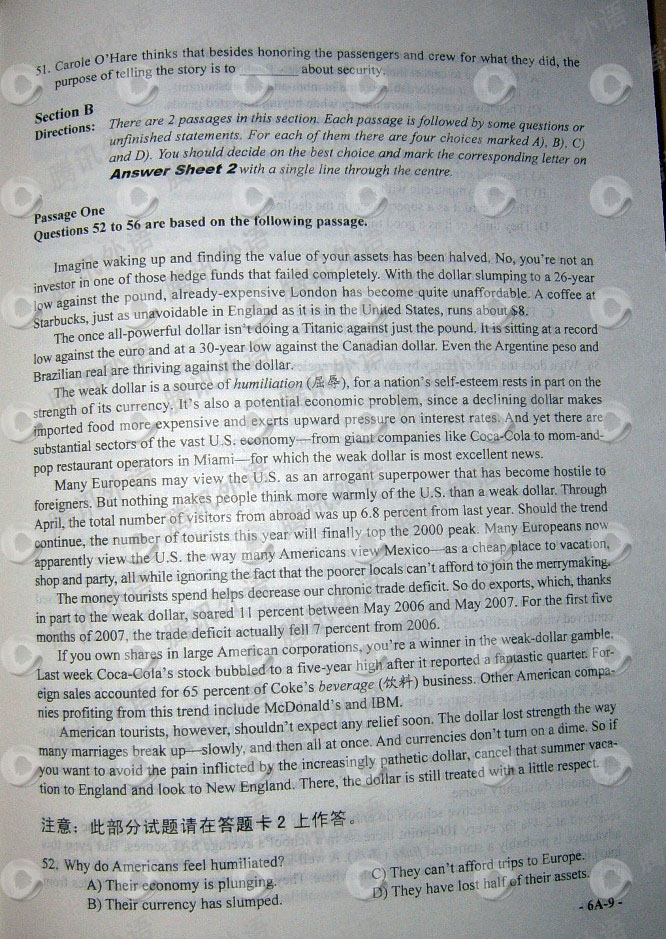 51. Carole O'Hare thinks that besides honoring the passengers and crew for what they did, the
purpose of telling the story is to ________ about security.
Section B
Directions: There are 2 passages in this section. Each passage is followed by some questions or
unfinished statements. For each of them there are four choices marked A), B), C)
and D). You should decide on the best choice and mark the corresponding letter on
Answer Sheet 2 with a single line through the centre.
Passage One
Questions 52 to 56 are based on the following passage.
Imagine waking up and finding the value of your assets has been halved. No, you're not an
investor in one of those hedge funds that failed completely. With the dollar slumping to a 26-year
low against the pound, already-expensive London has become quite unaffordable. A coffee at
Starbucks, just as unavoidable in England as it is in the United States, runs about $8.
The once all-powerful dollar isn't doing a Titanic against just the pound. It is sitting at a record
low against the euro and at a 30-year low against the Canadian dollar. Even the Argentine peso and
Brazilian real are thriving against the dollar.
The weak dollar is a source of humiliation (屈辱), for a nation's self-esteem rests in part on the
strength of its currency. It's also a potential economic problem, since a declining dollar makes
imported food more expensive and exerts upward pressure on interest rates. And yet there are
substantial sectors of the vast U.S. economy—from giant companies like Coca-Cola to mom-and-
pop restaurant operators in Miami—for which the weak dollar is most excellent news.
Many Europeans may view the U.S. as an arrogant superpower that has become hostile to
foreigners. But nothing makes people think more warmly of the U.S. than a weak dollar. Through
April, the total number of visitors from abroad was up 6.8 percent from last year. Should the trend
continue, the number of tourists this year will finally top the 2000 peak. Many Europeans now
apparently view the U.S. the way many Americans view Mexico—as a cheap place to vacation,
shop and party, all while ignoring the fact that the poorer locals can't afford to join the merrymaking.
The money tourists spend helps decrease our chronic trade deficit. So do exports, which, thanks
in part to the weak dollar, soared 11 percent between May 2006 and May 2007. For the first five
months of 2007, the trade deficit actually fell 7 percent from 2006.
If you own shares in large American corporations, you're a winner in the weak-dollar gamble.
Last week Coca-Cola's stock bubbled to a five-year high after it reported a fantastic quarter. For-
eign sales accounted for 65 percent of Coke's beverage (饮料) business. Other American compa-
nies profiting from this trend include McDonald's and IBM.
American tourists, however, shouldn't expect any relief soon. The dollar lost strength the way
many marriages break up—slowly, and then all at once. And currencies don't turn on a dime. So if
you want to avoid the pain inflicted by the increasingly pathetic dollar, cancel that summer vaca-
tion to England and look to New England. There, the dollar is still treated with a little respect.
注意：此部分试题请在答题卡2上作答。
52. Why do Americans feel humiliated?
A) Their economy is plunging.
B) Their currency has slumped.
C) They can't afford trips to Europe.
D) They have lost half of their assets.
- 6A-9 -